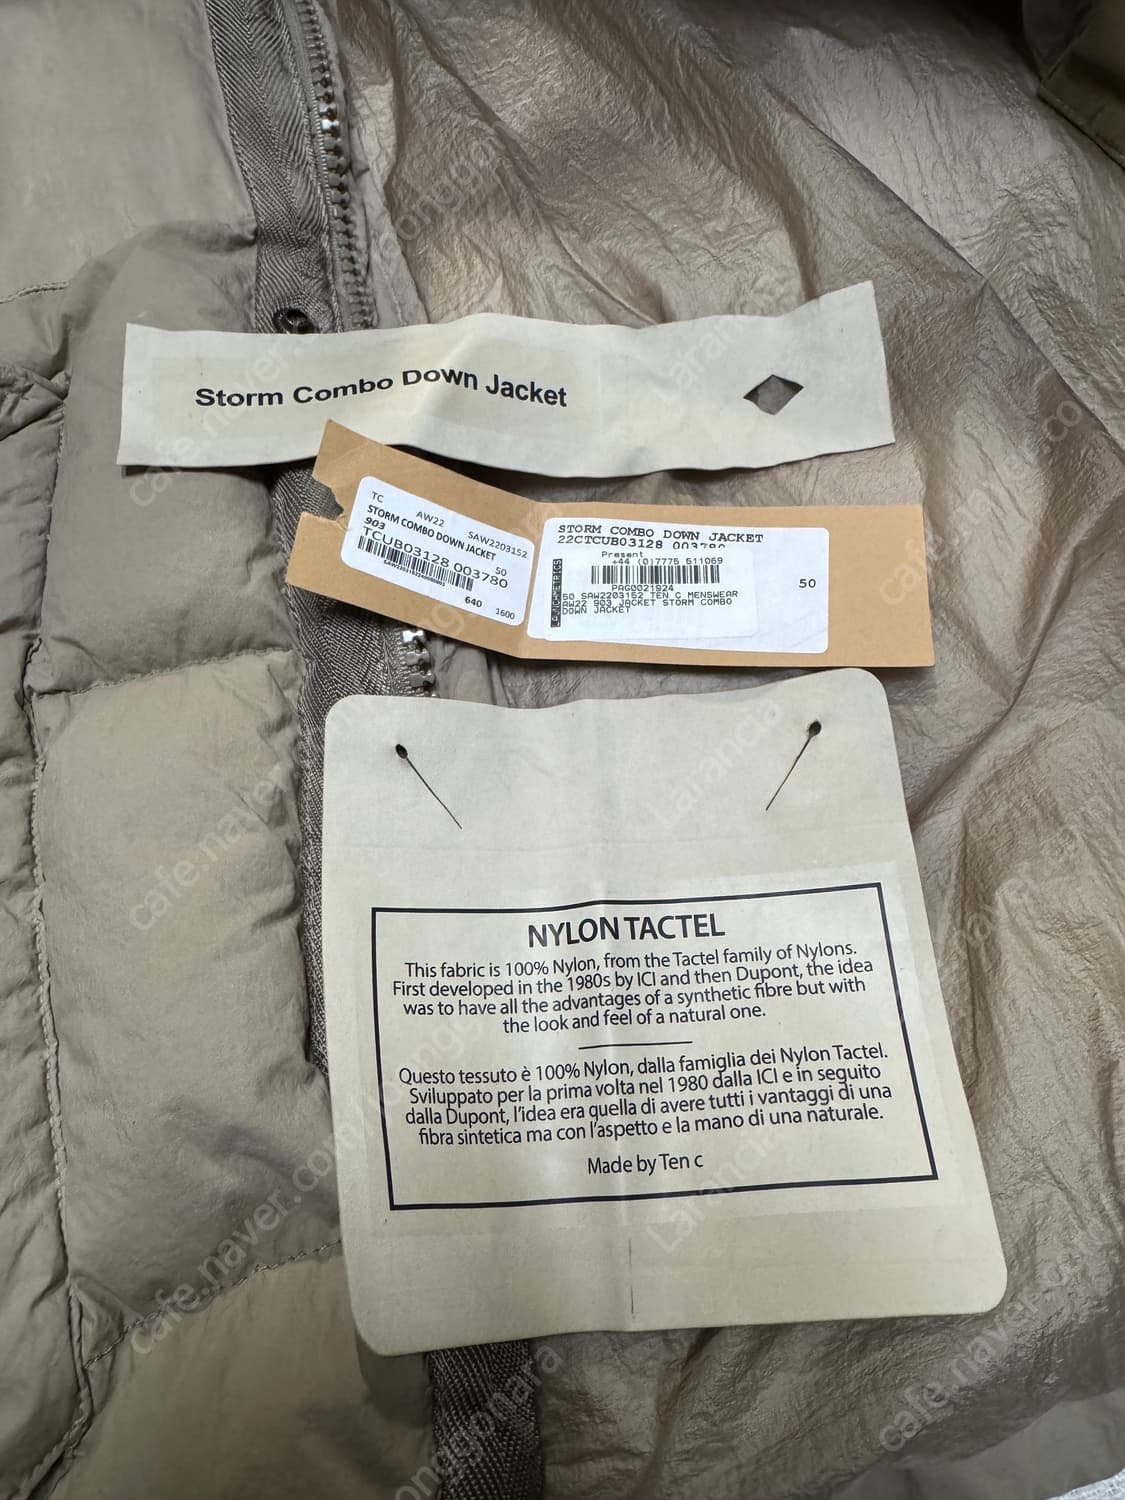 Storm Combo Down Jacket
TC AW22 SAW2203152
STORM COMBO DOWN JACKET
903 50
TCUB03128 003780
640 1600
STORM COMBO DOWN JACKET
22CTCUB03128 003780
Present
+44 (0)7775 511069
PAG0021924
50 SAW2203152 TEN C MENSWEAR
AW22 903 JACKET STORM COMBO
DOWN JACKET
50
NYLON TACTEL
This fabric is 100% Nylon, from the Tactel family of Nylons.
First developed in the 1980s by ICI and then Dupont, the idea
was to have all the advantages of a synthetic fibre but with
the look and feel of a natural one.
Questo tessuto è 100% Nylon, dalla famiglia dei Nylon Tactel.
Sviluppato per la prima volta nel 1980 dalla ICI e in seguito
dalla Dupont, l'idea era quella di avere tutti i vantaggi di una
fibra sintetica ma con l'aspetto e la mano di una naturale.
Made by Ten c
cafe.naver.com/onggionara
Larancia